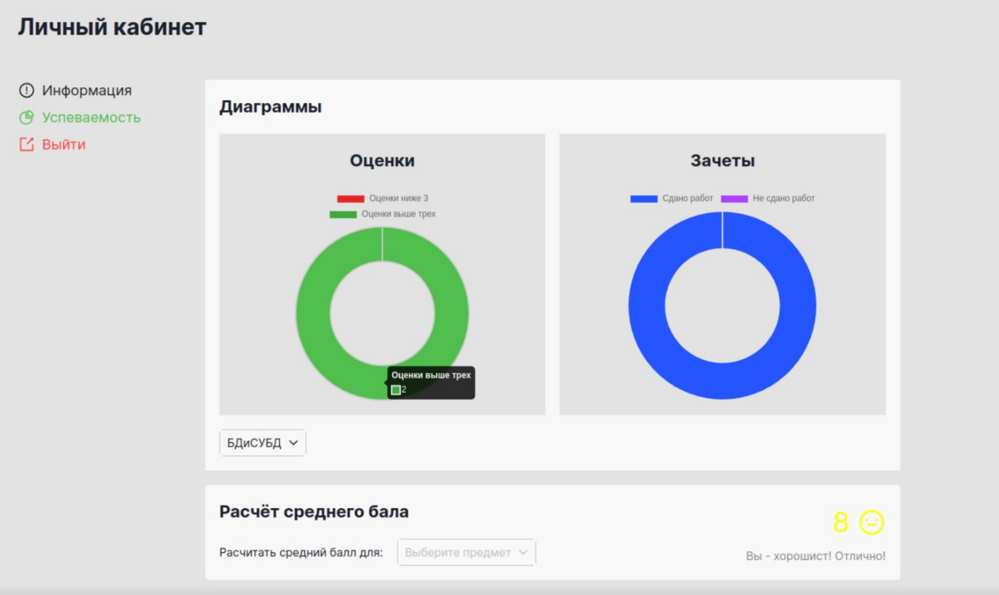 Личный кабинет
Информация
Успеваемость
Выйти
Диаграммы
Оценки
Оценки ниже 3
Оценки выше трех
Оценки выше трех
2
Зачеты
Сдано работ Не сдано работ
БДиСУБД
Расчёт среднего бала
Расчитать средний балл для: Выберите предмет
8
Вы - хорошист! Отлично!